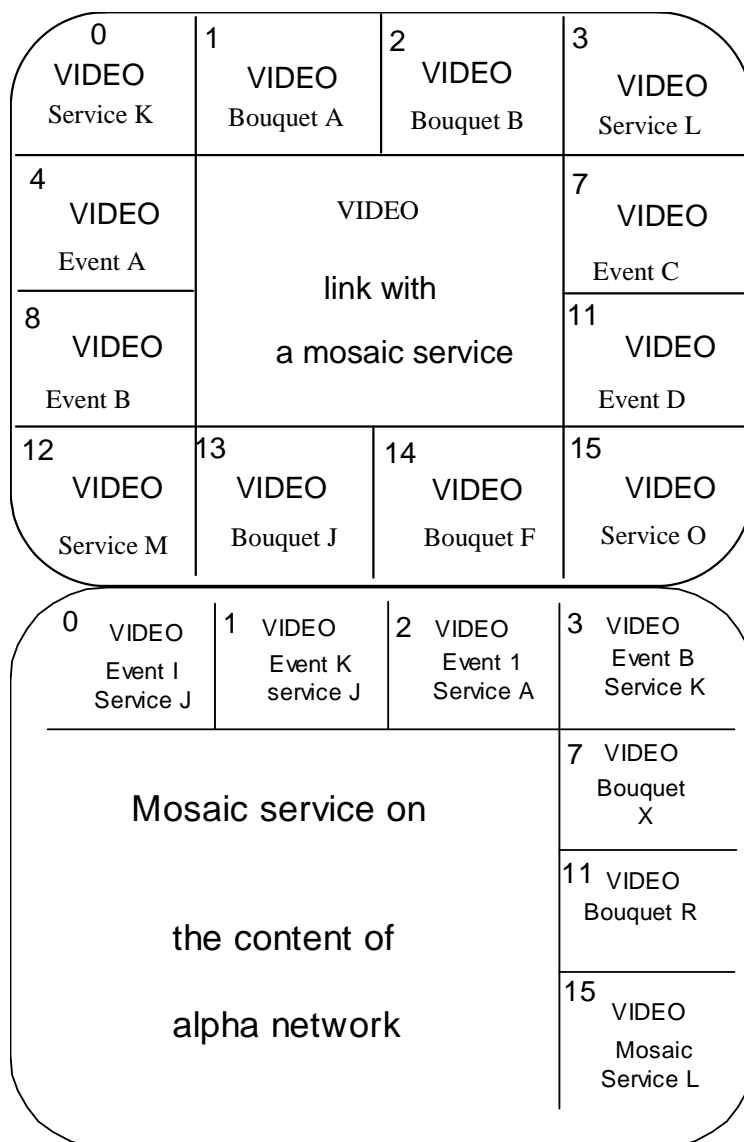 0
VIDEO
Service K
1
VIDEO
Bouquet A
2
VIDEO
Bouquet B
3
VIDEO
Service L
4
VIDEO
Event A
VIDEO
link with
a mosaic service
7
VIDEO
Event C
8
VIDEO
Event B
11
VIDEO
Event D
12
VIDEO
Service M
13
VIDEO
Bouquet J
14
VIDEO
Bouquet F
15
VIDEO
Service O
0
VIDEO
Event I
Service J
1
VIDEO
Event K
service J
2
VIDEO
Event 1
Service A
3
VIDEO
Event B
Service K
Mosaic service on
the content of
alpha network
7
VIDEO
Bouquet
X
11
VIDEO
Bouquet R
15
VIDEO
Mosaic
Service L